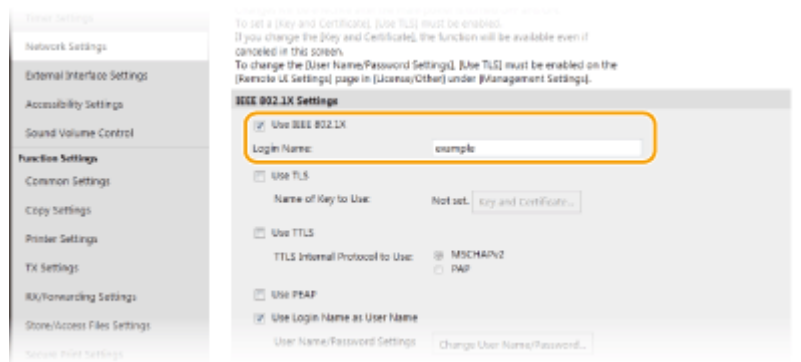 Timer Settings
Network Settings
External Interface Settings
Accessibility Settings
Sound Volume Control
Function Settings
Common Settings
Copy Settings
Printer Settings
TX Settings
RX/Forwarding Settings
Store/Access Files Settings
Secure Print Settings
To set a [Key and Certificate], [Use TLS] must be enabled.
If you change the [Key and Certificate], the function will be available even if
canceled in this screen.
To change the [User Name/Password Settings], [Use TLS] must be enabled on the
[Remote UI Settings] page in [License/Other] under [Management Settings].
IEEE 802.1X Settings
Use IEEE 802.1X
Login Name: example
Use TLS
Name of Key to Use: Not set. Key and Certificate...
Use TTLS
TTLS Internal Protocol to Use: MSCHAPv2
PAP
Use PEAP
Use Login Name as User Name
User Name/Password Settings Change User Name/Password...